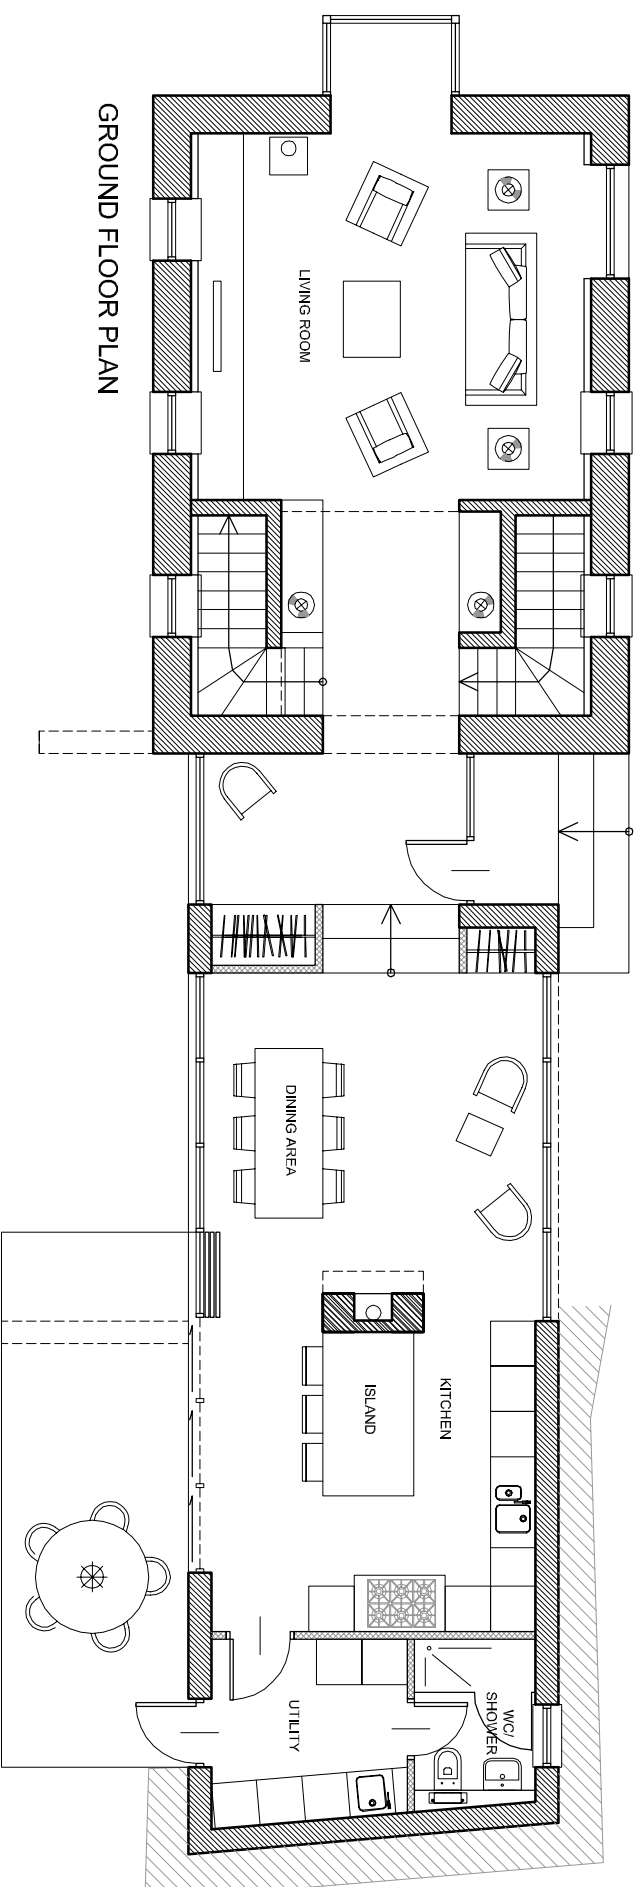 GROUND FLOOR PLAN
LIVING ROOM
DINING AREA
KITCHEN
ISLAND
UTILITY
WC/
SHOWER